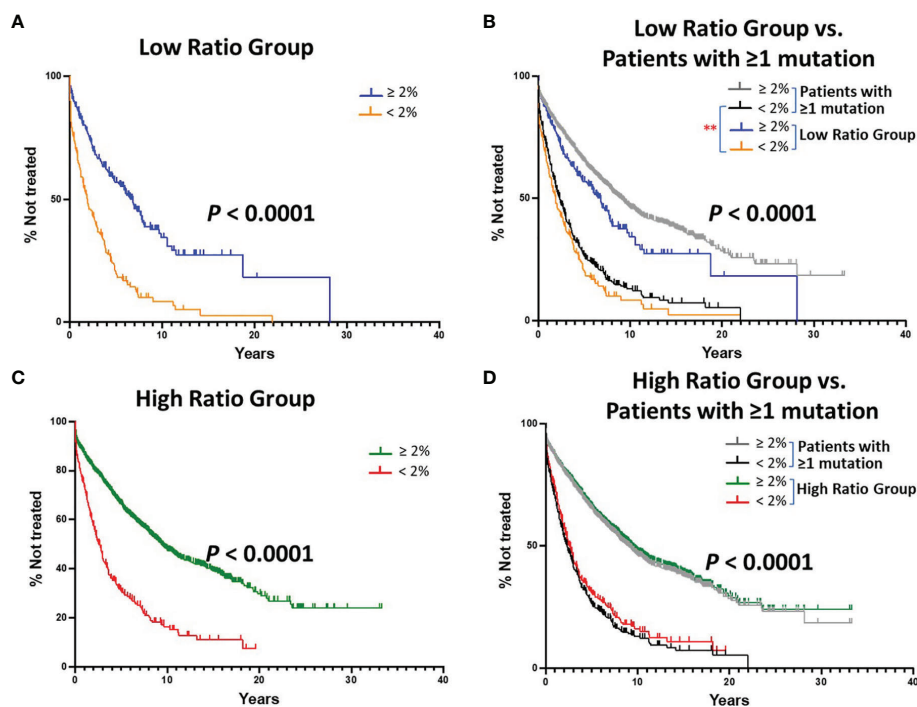 A
Low Ratio Group
≥ 2%
< 2%
P < 0.0001
% Not treated
100
50
0
0 10 20 30 40
Years
B
Low Ratio Group vs.
Patients with ≥1 mutation
≥ 2% Patients with
< 2% ≥1 mutation
** ≥ 2% Low Ratio Group
< 2%
P < 0.0001
% Not treated
100
50
0
0 10 20 30 40
Years
C
High Ratio Group
≥ 2%
< 2%
P < 0.0001
% Not treated
100
80
60
40
20
0
0 10 20 30 40
Years
D
High Ratio Group vs.
Patients with ≥1 mutation
≥ 2% Patients with
< 2% ≥1 mutation
≥ 2% High Ratio Group
< 2%
P < 0.0001
% Not treated
100
50
0
0 10 20 30 40
Years